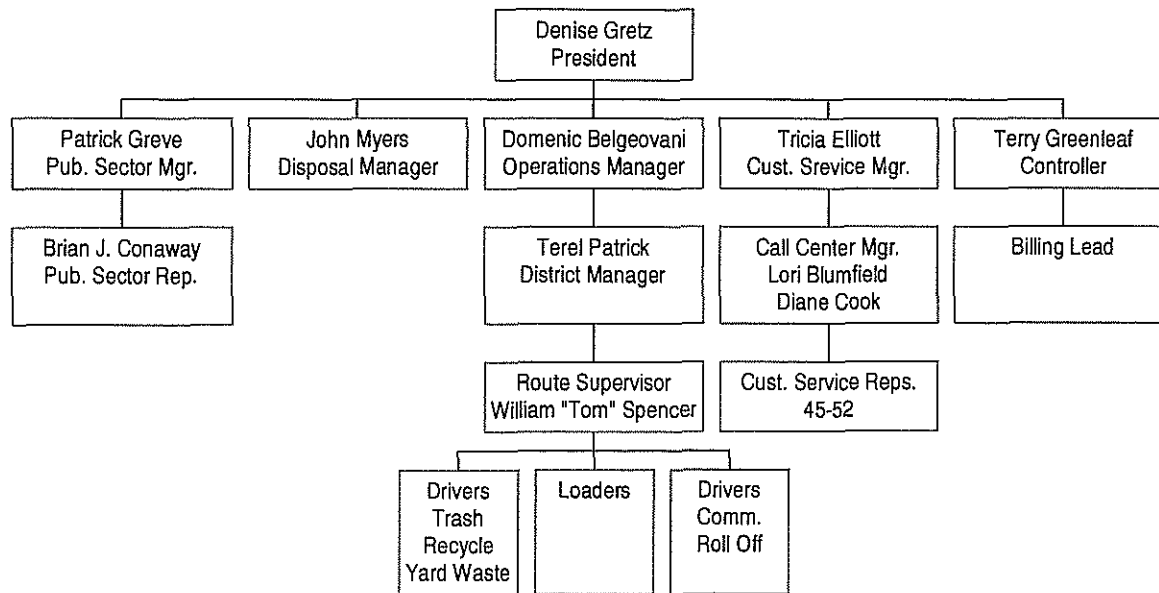 Denise Gretz
President
Patrick Greve
Pub. Sector Mgr.
John Myers
Disposal Manager
Domenic Belgeovani
Operations Manager
Tricia Elliott
Cust. Srevice Mgr.
Terry Greenleaf
Controller
Brian J. Conaway
Pub. Sector Rep.
Terel Patrick
District Manager
Call Center Mgr.
Lori Blumfield
Diane Cook
Billing Lead
Route Supervisor
William "Tom" Spencer
Cust. Service Reps.
45-52
Drivers
Trash
Recycle
Yard Waste
Loaders
Drivers
Comm.
Roll Off